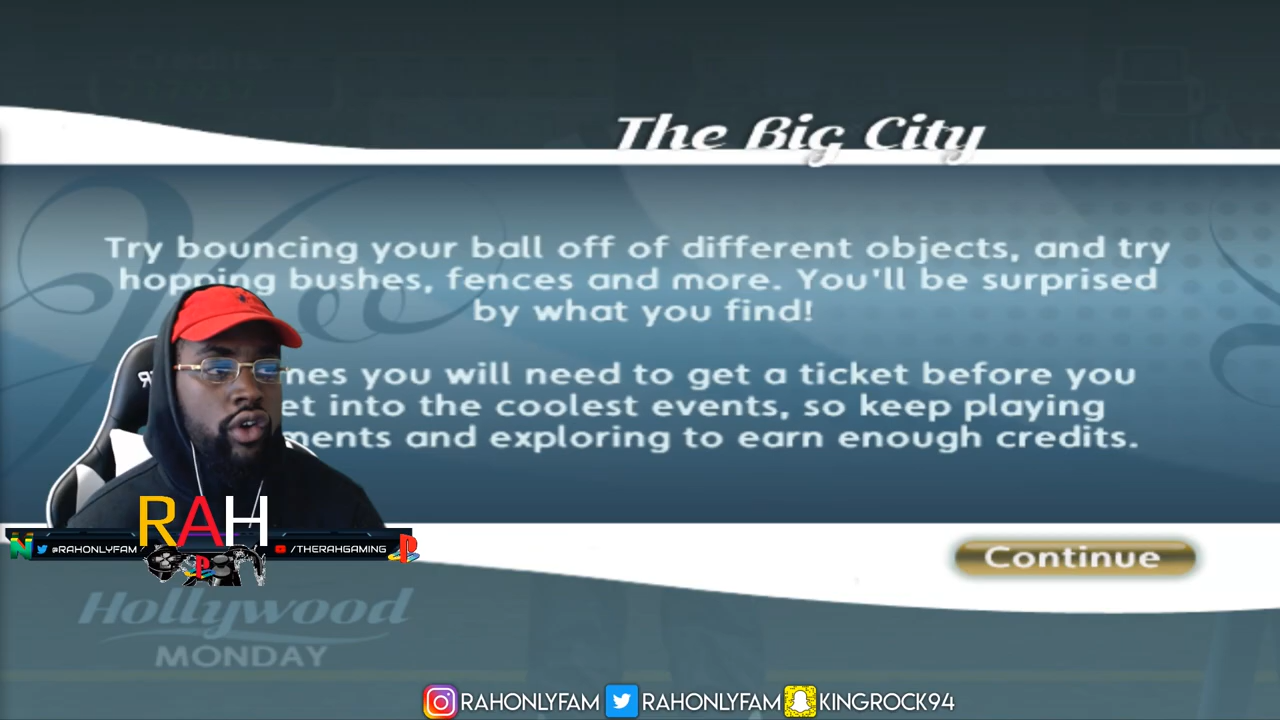 The Big City
Try bouncing your ball off of different objects, and try
hopping bushes, fences and more. You'll be surprised
by what you find!
nes you will need to get a ticket before you
et into the coolest events, so keep playing
ments and exploring to earn enough credits.
RAH
@RAHONLYFAM
/THERAHGAMING
Continue
Hollywood
MONDAY
RAHONLYFAM RAHONLYFAM KINGROCK94